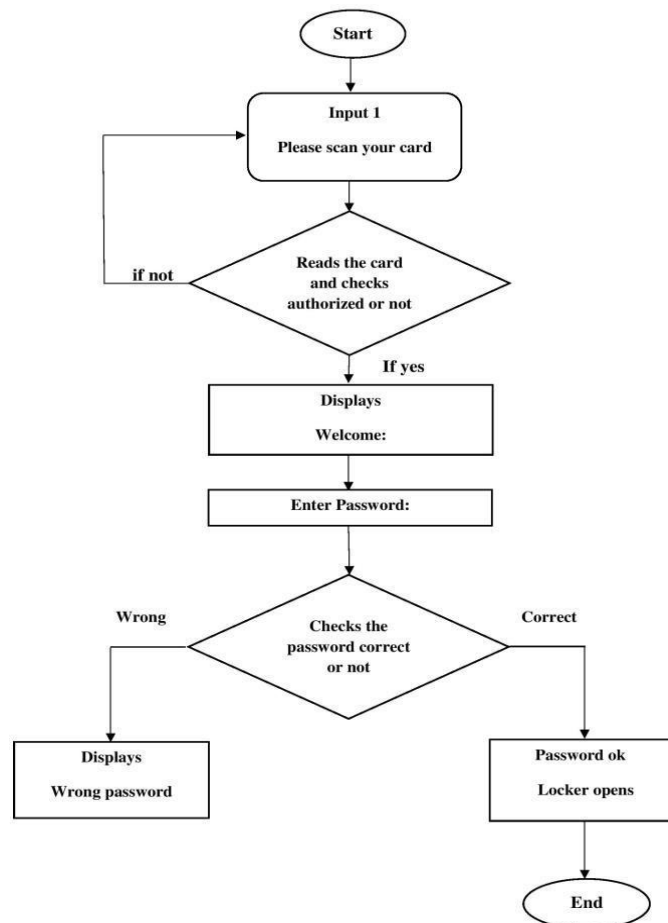 Start
Input 1
Please scan your card
Reads the card
and checks
authorized or not
if not
If yes
Displays
Welcome:
Enter Password:
Wrong
Checks the
password correct
or not
Correct
Displays
Wrong password
Password ok
Locker opens
End